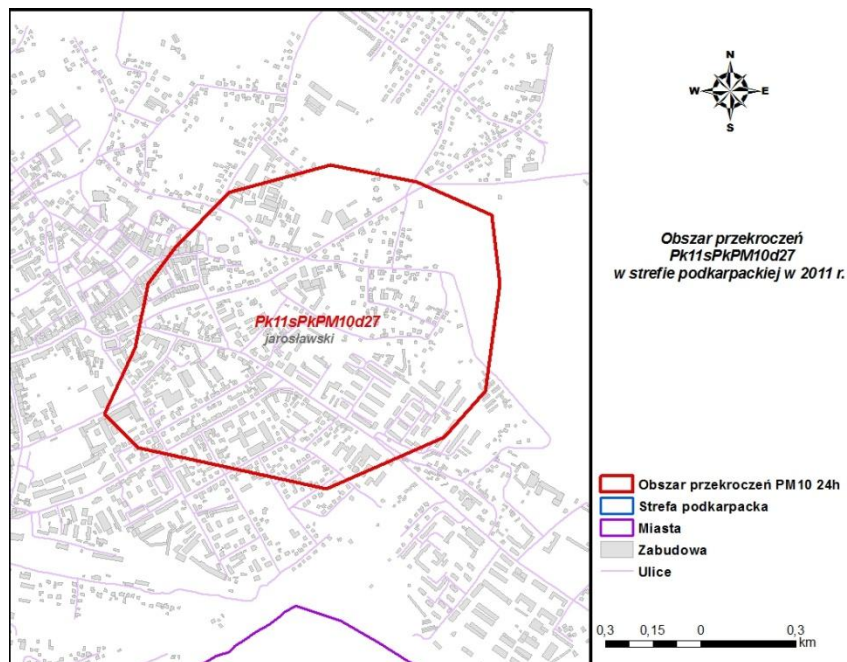 N
W E
S
Obszar przekroczeń
Pk11sPkPM10d27
w strefie podkarpackiej w 2011 r.
Pk11sPkPM10d27
jarosławski
Obszar przekroczeń PM10 24h
Strefa podkarpacka
Miasta
Zabudowa
Ulice
0,3 0,15 0 0,3
km